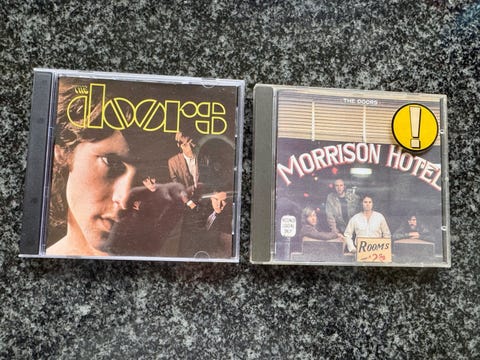 THE
doors
THE DOORS
MORRISON HOTEL
!
ROOMS